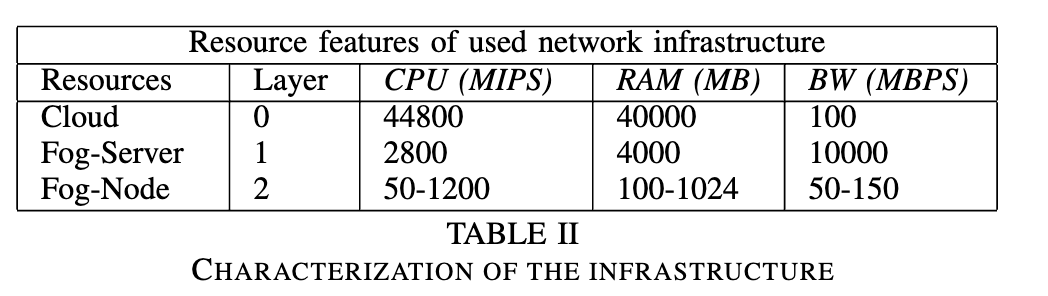 Resource features of used network infrastructure
Resources Layer CPU (MIPS) RAM (MB) BW (MBPS)
Cloud 0 44800 40000 100
Fog-Server 1 2800 4000 10000
Fog-Node 2 50-1200 100-1024 50-150
TABLE II
CHARACTERIZATION OF THE INFRASTRUCTURE